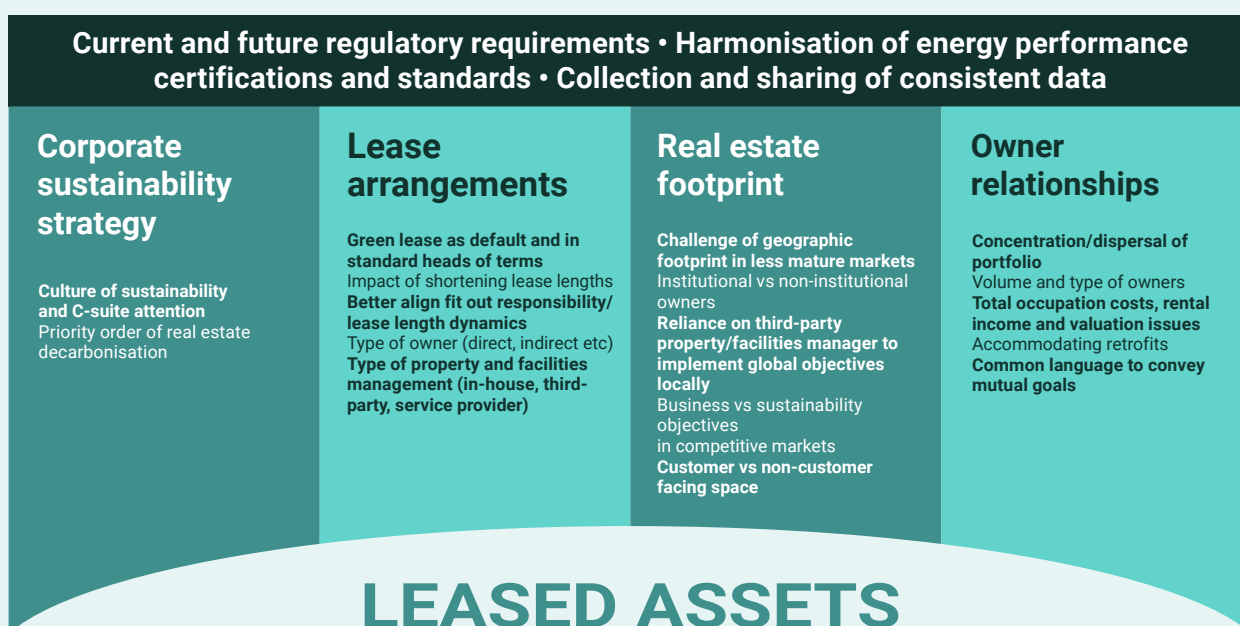 Current and future regulatory requirements • Harmonisation of energy performance
certifications and standards • Collection and sharing of consistent data
Corporate
sustainability
strategy
Culture of sustainability
and C-suite attention
Priority order of real estate
decarbonisation
Lease
arrangements
Green lease as default and in
standard heads of terms
Impact of shortening lease lengths
Better align fit out responsibility/
lease length dynamics
Type of owner (direct, indirect etc)
Type of property and facilities
management (in-house, third-
party, service provider)
Real estate
footprint
Challenge of geographic
footprint in less mature markets
Institutional vs non-institutional
owners
Reliance on third-party
property/facilities manager to
implement global objectives
locally
Business vs sustainability
objectives
in competitive markets
Customer vs non-customer
facing space
Owner
relationships
Concentration/dispersal of
portfolio
Volume and type of owners
Total occupation costs, rental
income and valuation issues
Accommodating retrofits
Common language to convey
mutual goals
LEASED ASSETS